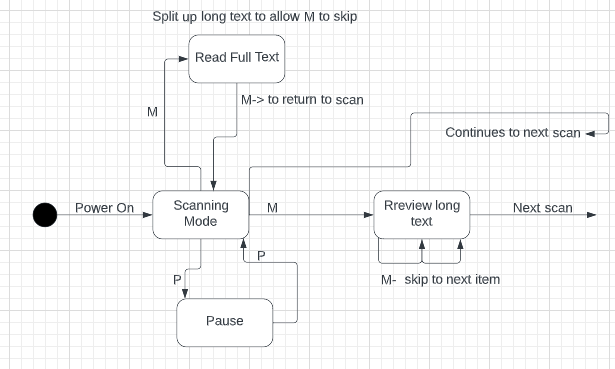 Split up long text to allow M to skip
Read Full Text
M-> to return to scan
M
Continues to next scan
Power On
Scanning
Mode
M
Rreview long
text
Next scan
P
P
M-  skip to next item
Pause